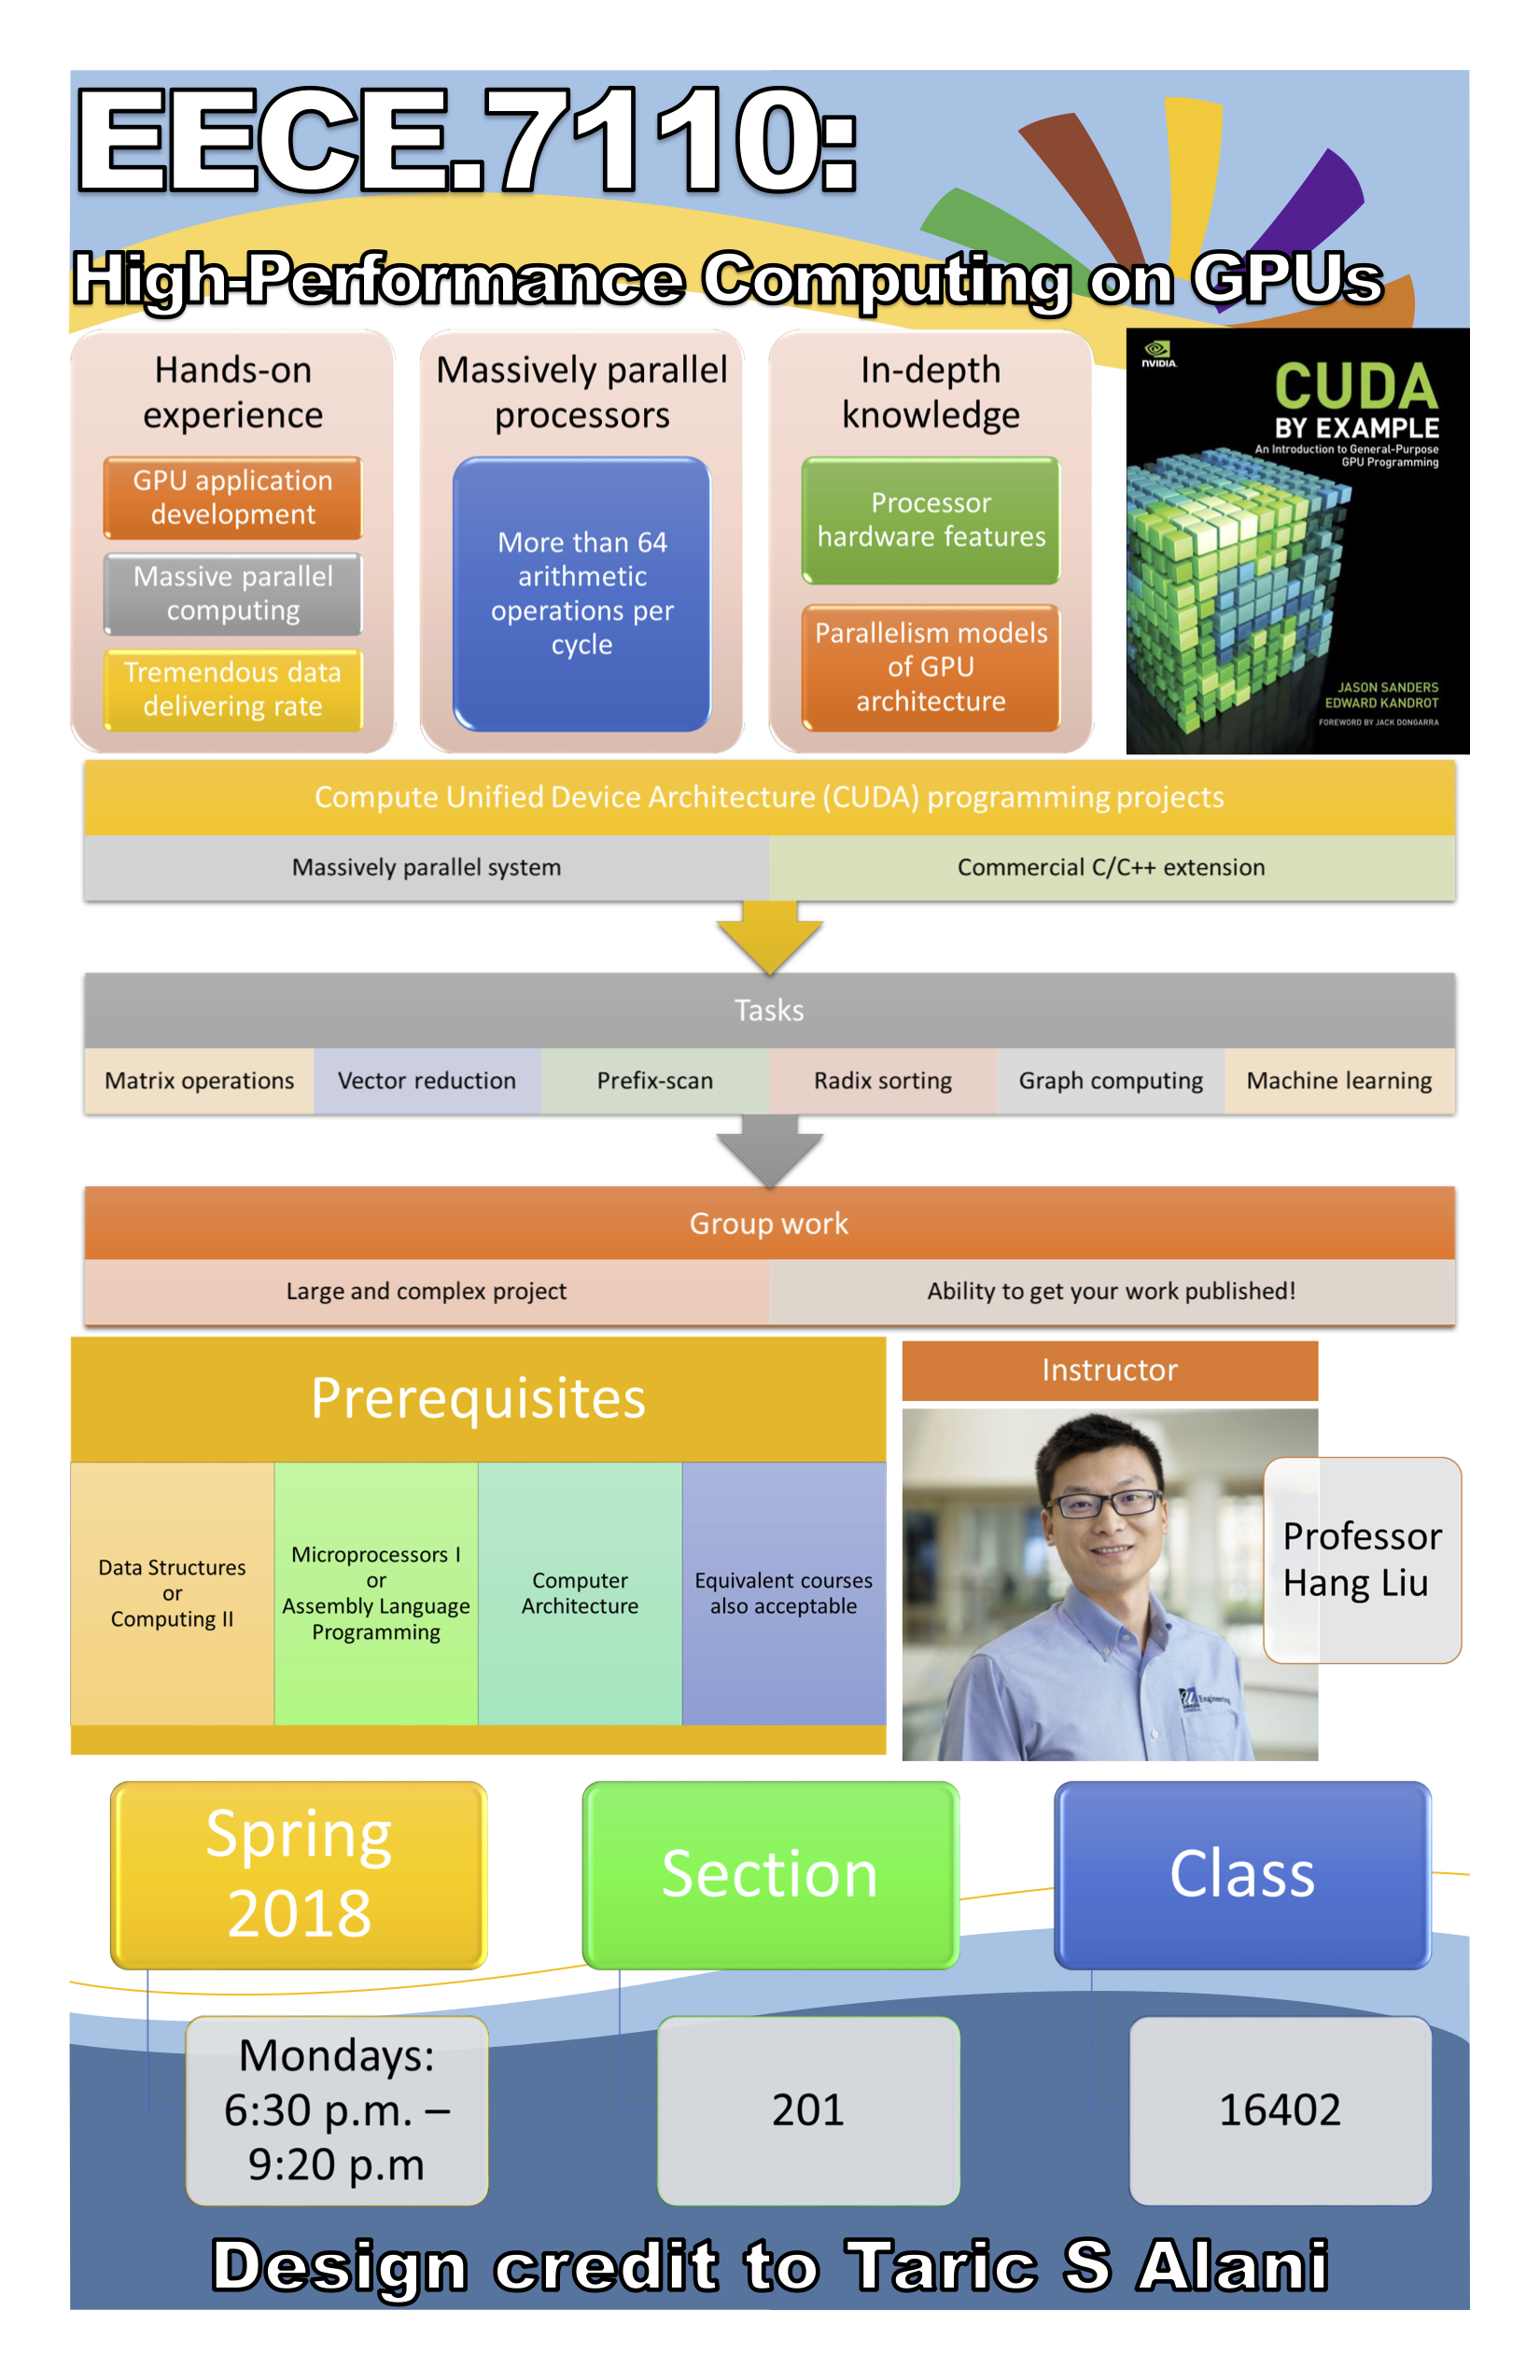 EECE.7110:
High-Performance Computing on GPUs
Hands-on
experience
GPU application
development
Massive parallel
computing
Tremendous data
delivering rate
Massively parallel
processors
More than 64
arithmetic
operations per
cycle
In-depth
knowledge
Processor
hardware features
Parallelism models
of GPU
architecture
NVIDIA
CUDA
BY EXAMPLE
An Introduction to General-Purpose
GPU Programming
JASON SANDERS
EDWARD KANDROT
FOREWORD BY JACK DONGARRA
Compute Unified Device Architecture (CUDA) programming projects
Massively parallel system
Commercial C/C++ extension
Tasks
Matrix operations
Vector reduction
Prefix-scan
Radix sorting
Graph computing
Machine learning
Group work
Large and complex project
Ability to get your work published!
Prerequisites
Data Structures
or
Computing II
Microprocessors I
or
Assembly Language
Programming
Computer
Architecture
Equivalent courses
also acceptable
Instructor
Engineering
Professor
Hang Liu
Spring
2018
Mondays:
6:30 p.m. –
9:20 p.m
Section
201
Class
16402
Design credit to Taric S Alani